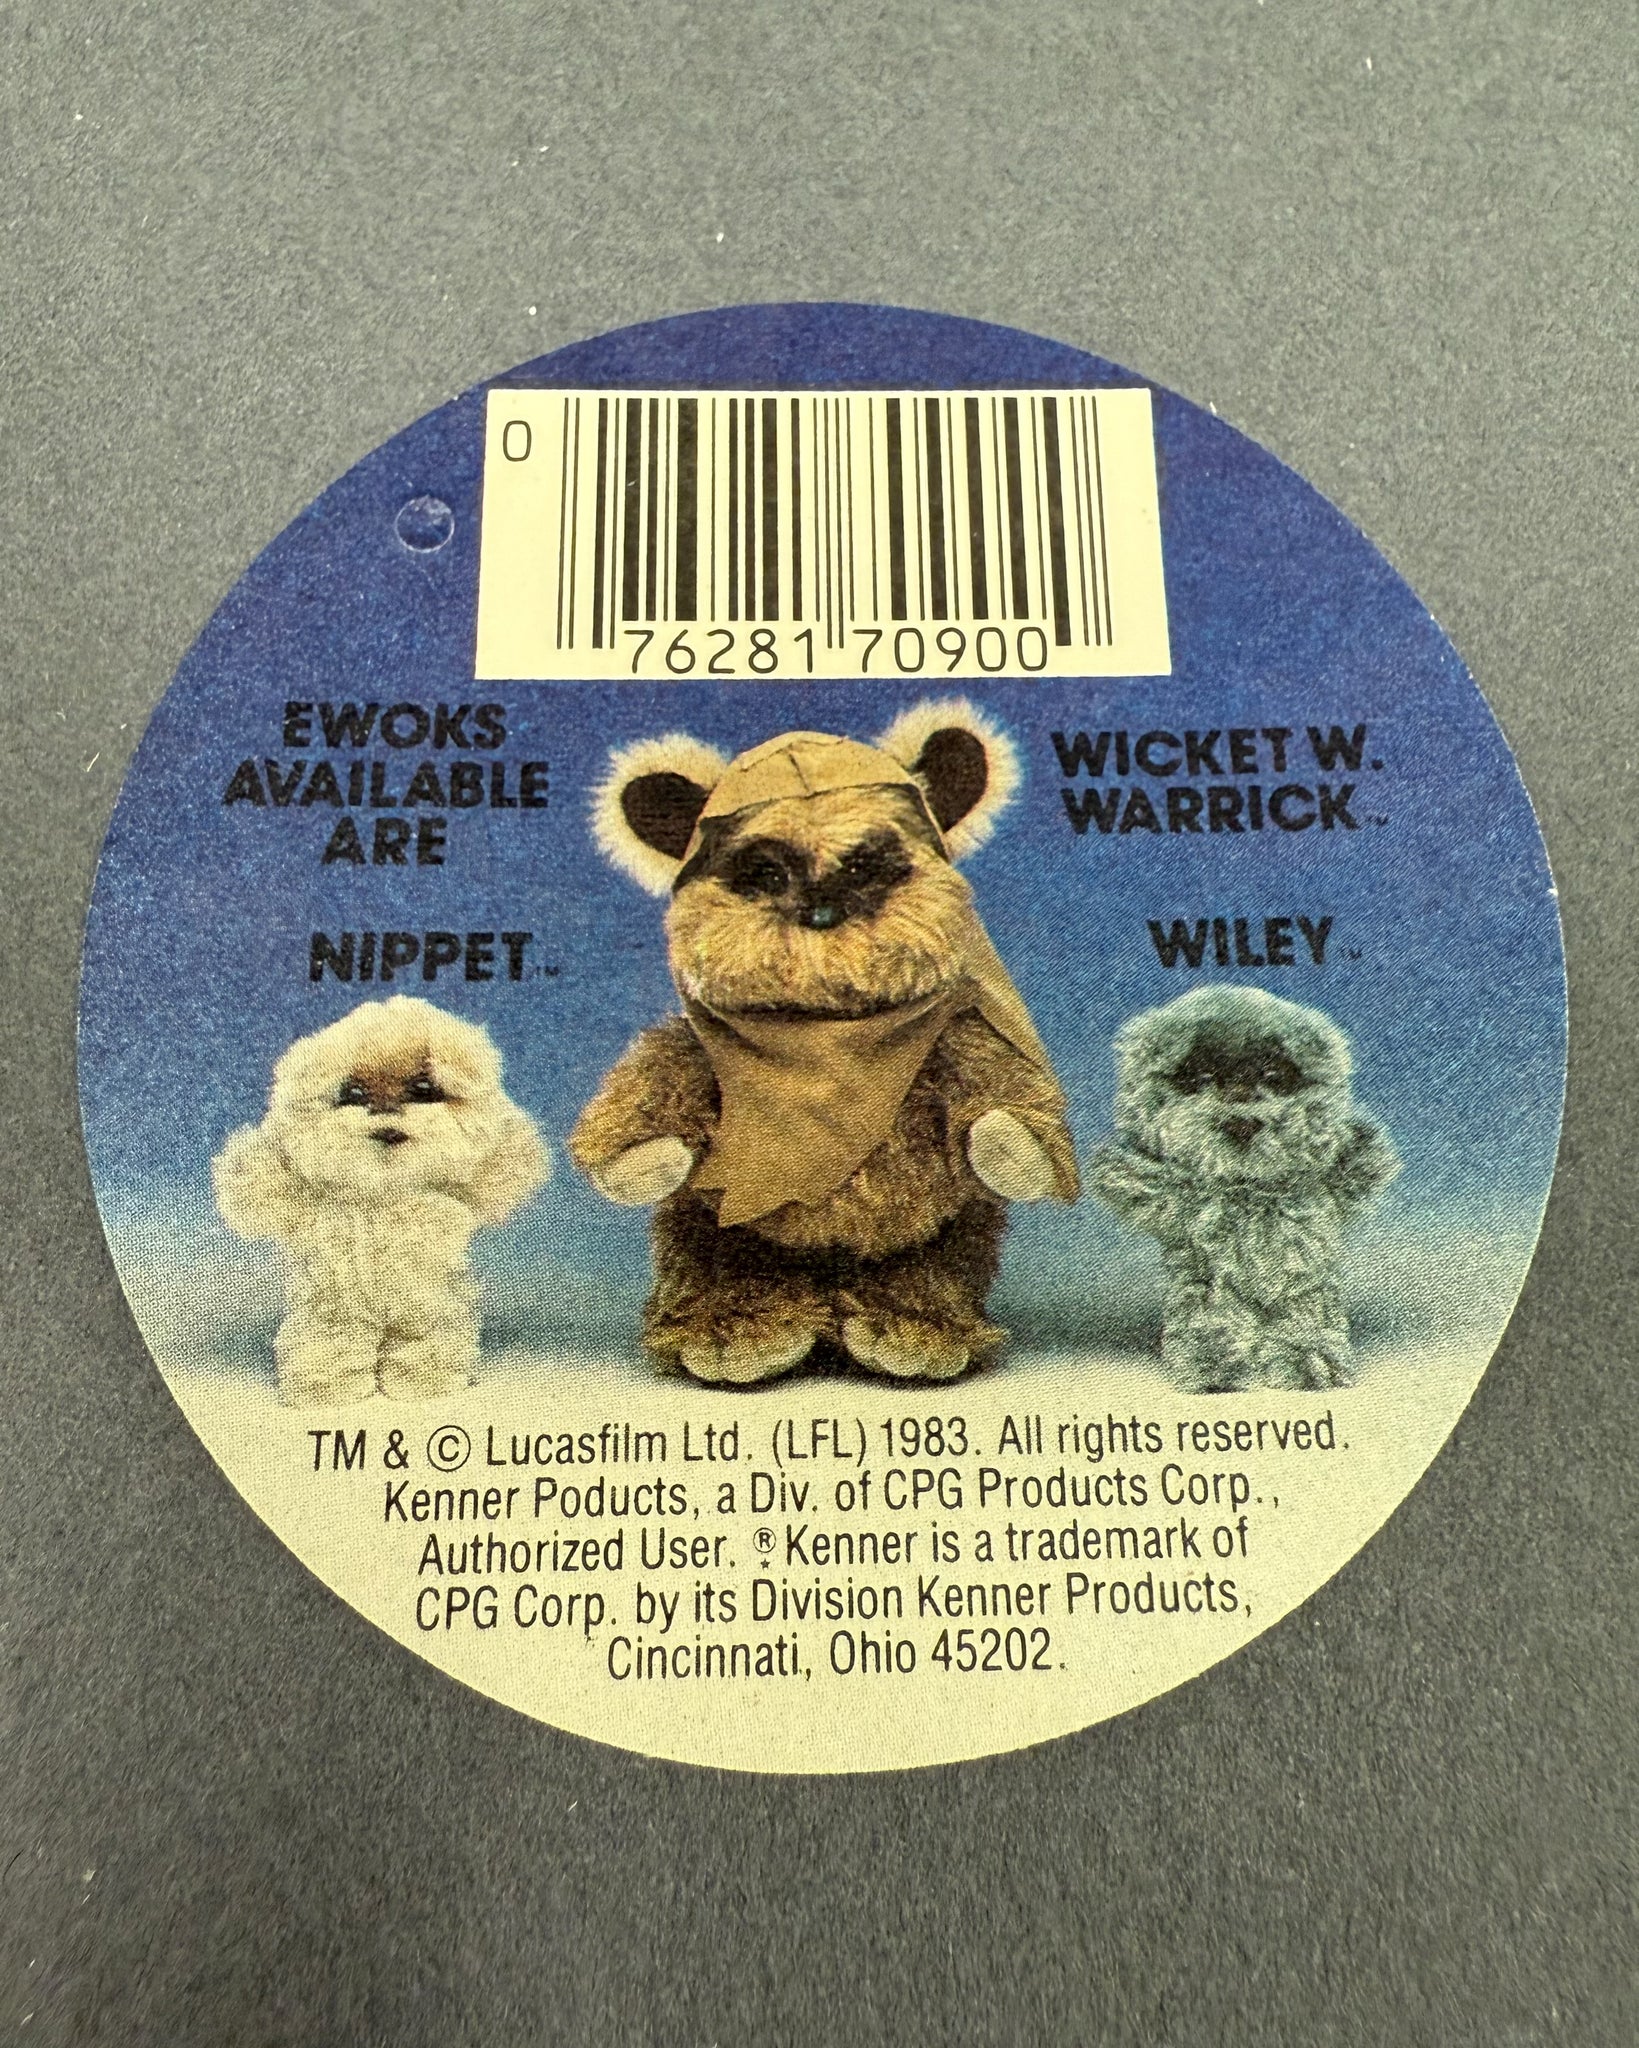 0
76281 70900
EWOKS
AVAILABLE
ARE
NIPPET™
WICKET W.
WARRICK™
WILEY™
TM & © Lucasfilm Ltd. (LFL) 1983. All rights reserved.
Kenner Poducts, a Div. of CPG Products Corp.,
Authorized User. ® Kenner is a trademark of
CPG Corp. by its Division Kenner Products,
Cincinnati, Ohio 45202.